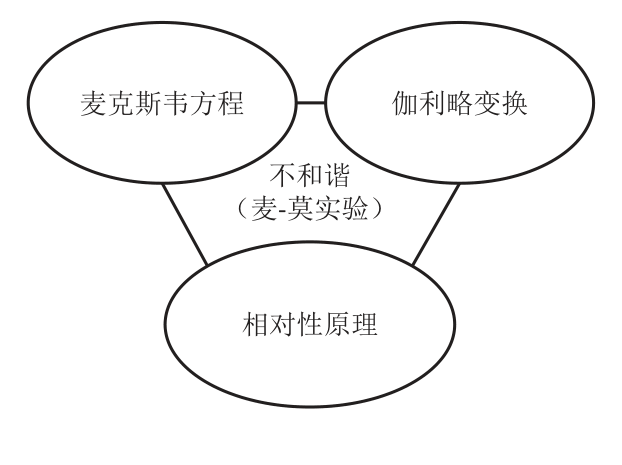 麦克斯韦方程
伽利略变换
不和谐
（麦-莫实验）
相对性原理